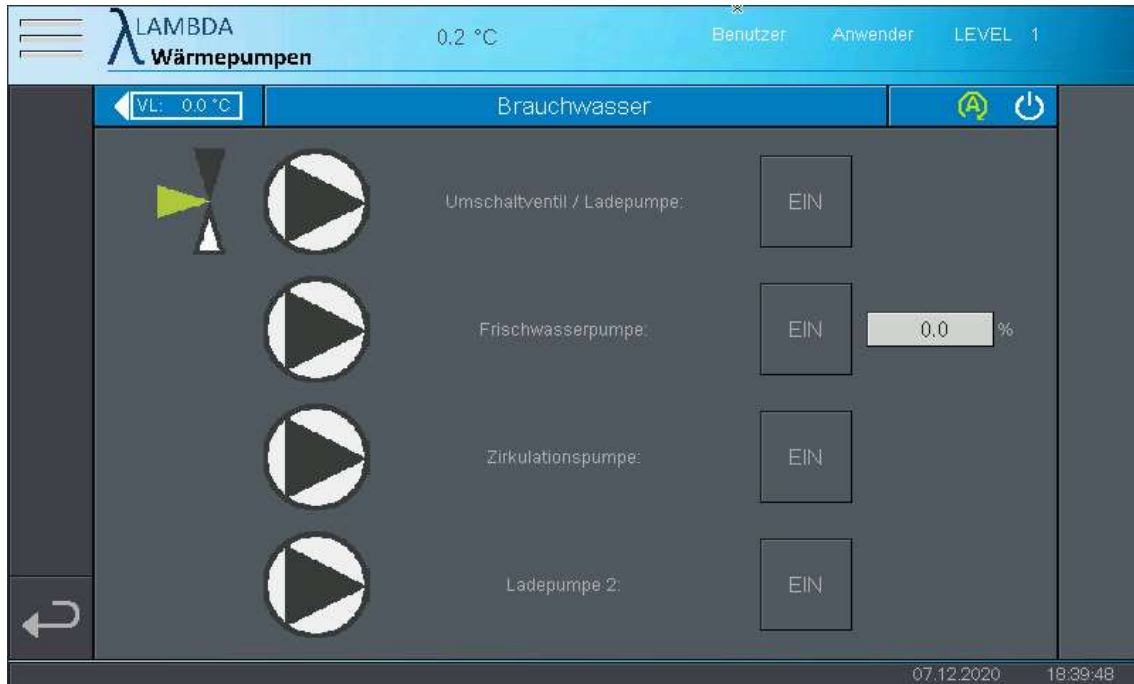 LAMBDA
Wärmepumpen
0.2 °C
Benutzer Anwender LEVEL 1
VL: 0.0 °C
Brauchwasser
A
Umschaltventil / Ladepumpe: EIN
Frischwasserpumpe: EIN 0.0 %
Zirkulationspumpe: EIN
Ladepumpe 2: EIN
07.12.2020 18:39:48